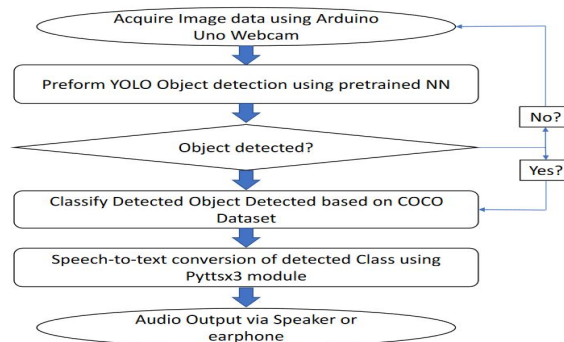 Acquire Image data using Arduino
Uno Webcam
Preform YOLO Object detection using pretrained NN
No?
Object detected?
Yes?
Classify Detected Object Detected based on COCO
Dataset
Speech-to-text conversion of detected Class using
Pyttsx3 module
Audio Output via Speaker or
earphone